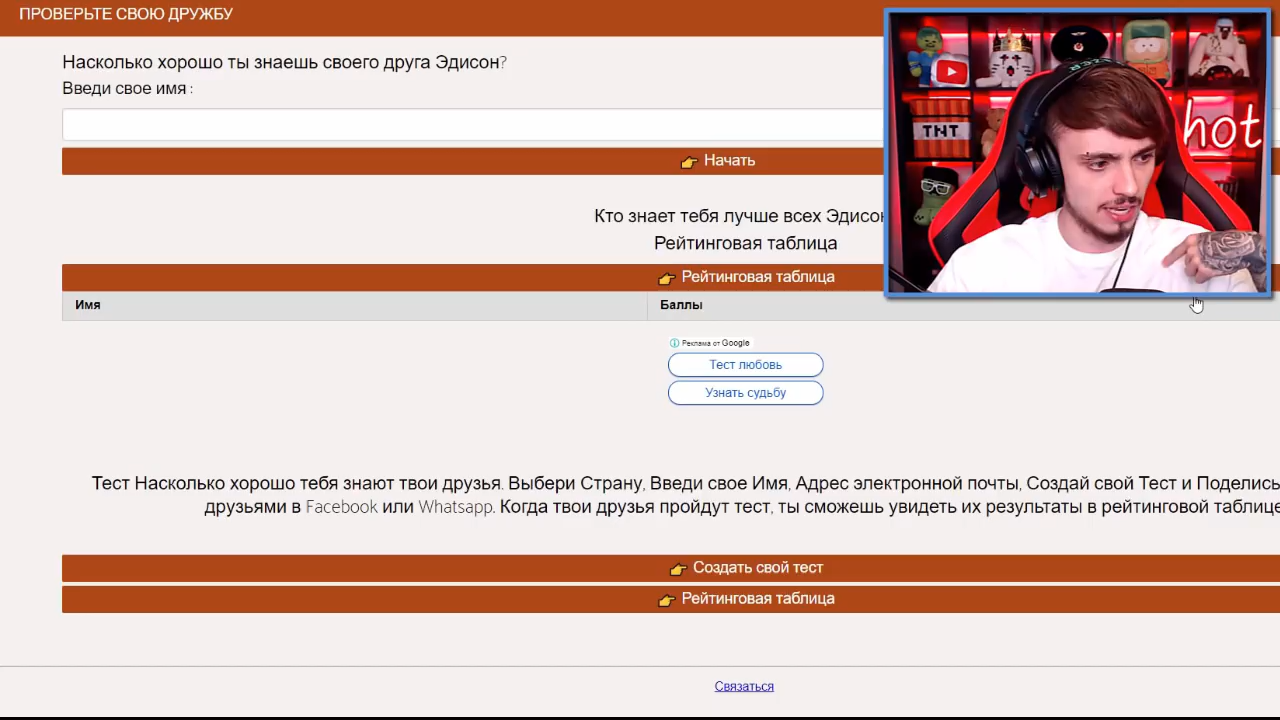 ПРОВЕРЬТЕ СВОЮ ДРУЖБУ
Насколько хорошо ты знаешь своего друга Эдисон?
Введи свое имя :
👉 Начать
Кто знает тебя лучше всех Эдисон
Рейтинговая таблица
👉 Рейтинговая таблица
Имя Баллы
Реклама от Google
Тест любовь
Узнать судьбу
Тест Насколько хорошо тебя знают твои друзья. Выбери Страну, Введи свое Имя, Адрес электронной почты, Создай свой Тест и Поделись
друзьями в Facebook или Whatsapp. Когда твои друзья пройдут тест, ты сможешь увидеть их результаты в рейтинговой таблице
👉 Создать свой тест
👉 Рейтинговая таблица
Связаться
TNT
hot